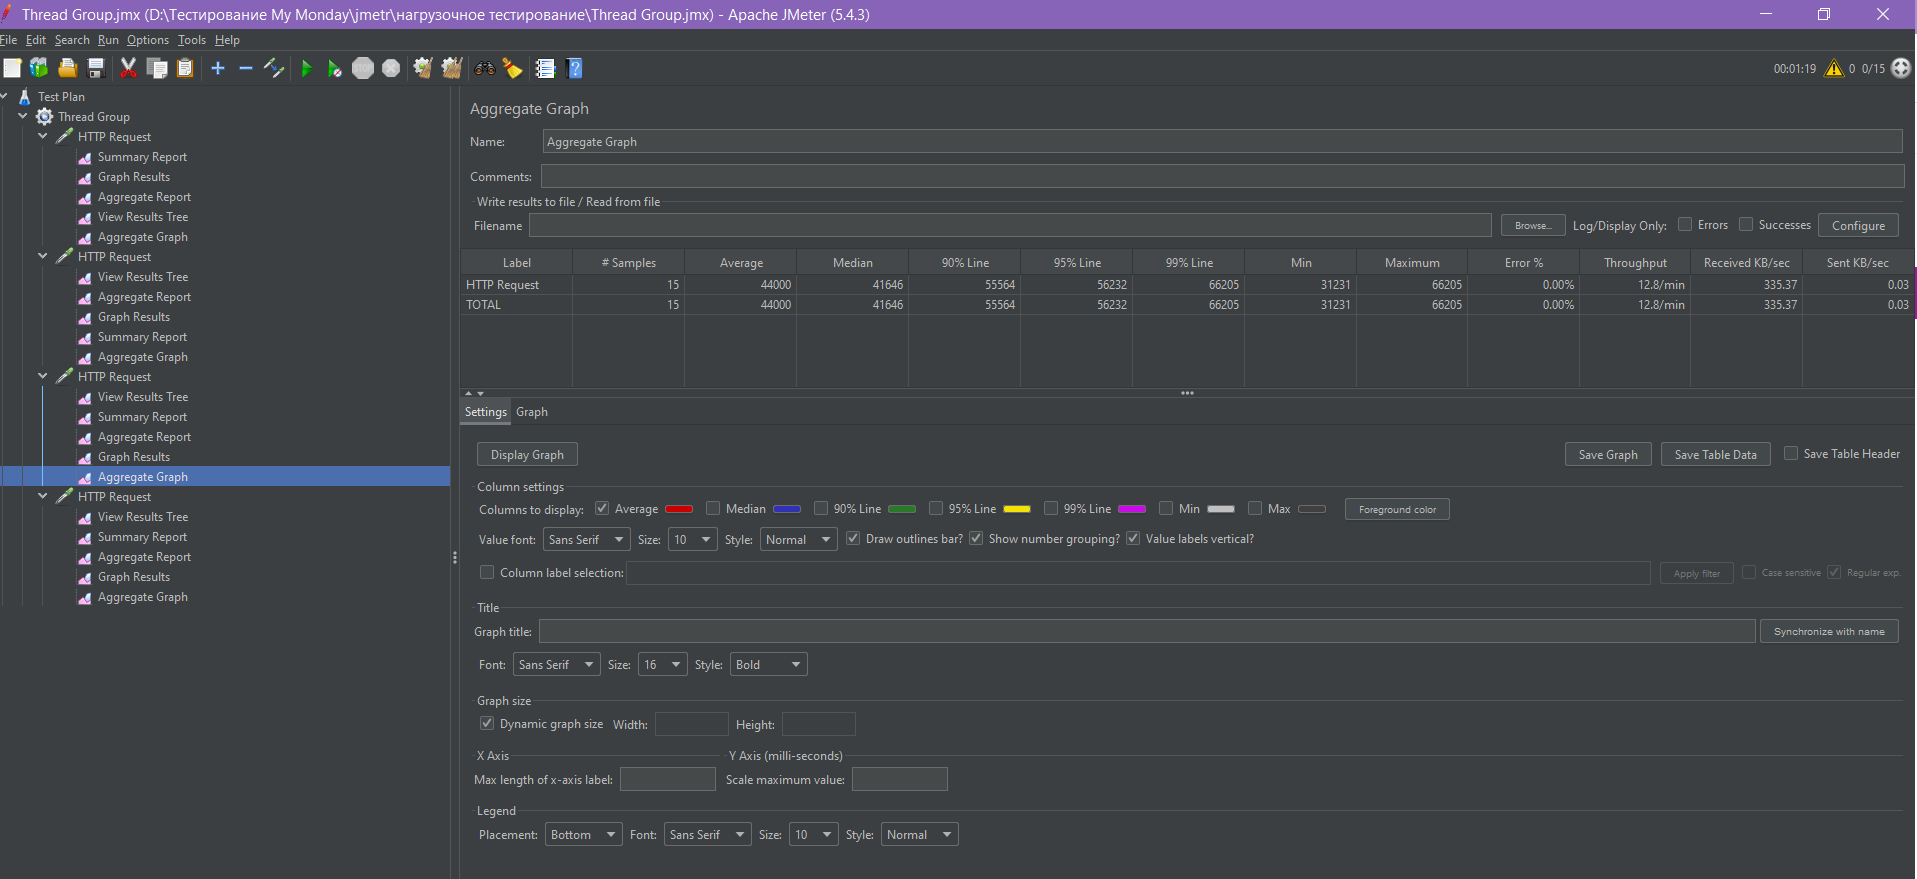 Thread Group.jmx (D:\Тестирование My Monday\jmetr\нагрузочное тестирование\Thread Group.jmx) - Apache JMeter (5.4.3)
File Edit Search Run Options Tools Help
STOP
00:01:19 0 0/15
Test Plan
Thread Group
HTTP Request
Summary Report
Graph Results
Aggregate Report
View Results Tree
Aggregate Graph
HTTP Request
View Results Tree
Aggregate Report
Graph Results
Summary Report
Aggregate Graph
HTTP Request
View Results Tree
Summary Report
Aggregate Report
Graph Results
Aggregate Graph
HTTP Request
View Results Tree
Summary Report
Aggregate Report
Graph Results
Aggregate Graph
Aggregate Graph
Name: Aggregate Graph
Comments:
Write results to file / Read from file
Filename Browse... Log/Display Only: Errors Successes Configure
Label # Samples Average Median 90% Line 95% Line 99% Line Min Maximum Error % Throughput Received KB/sec Sent KB/sec
HTTP Request 15 44000 41646 55564 56232 66205 31231 66205 0.00% 12.8/min 335.37 0.03
TOTAL 15 44000 41646 55564 56232 66205 31231 66205 0.00% 12.8/min 335.37 0.03
Settings Graph
Display Graph Save Graph Save Table Data Save Table Header
Column settings
Columns to display: Average Median 90% Line 95% Line 99% Line Min Max Foreground color
Value font: Sans Serif Size: 10 Style: Normal Draw outlines bar? Show number grouping? Value labels vertical?
Column label selection: Apply filter Case sensitive Regular exp.
Title
Graph title: Synchronize with name
Font: Sans Serif Size: 16 Style: Bold
Graph size
Dynamic graph size Width: Height:
X Axis Y Axis (milli-seconds)
Max length of x-axis label: Scale maximum value:
Legend
Placement: Bottom Font: Sans Serif Size: 10 Style: Normal